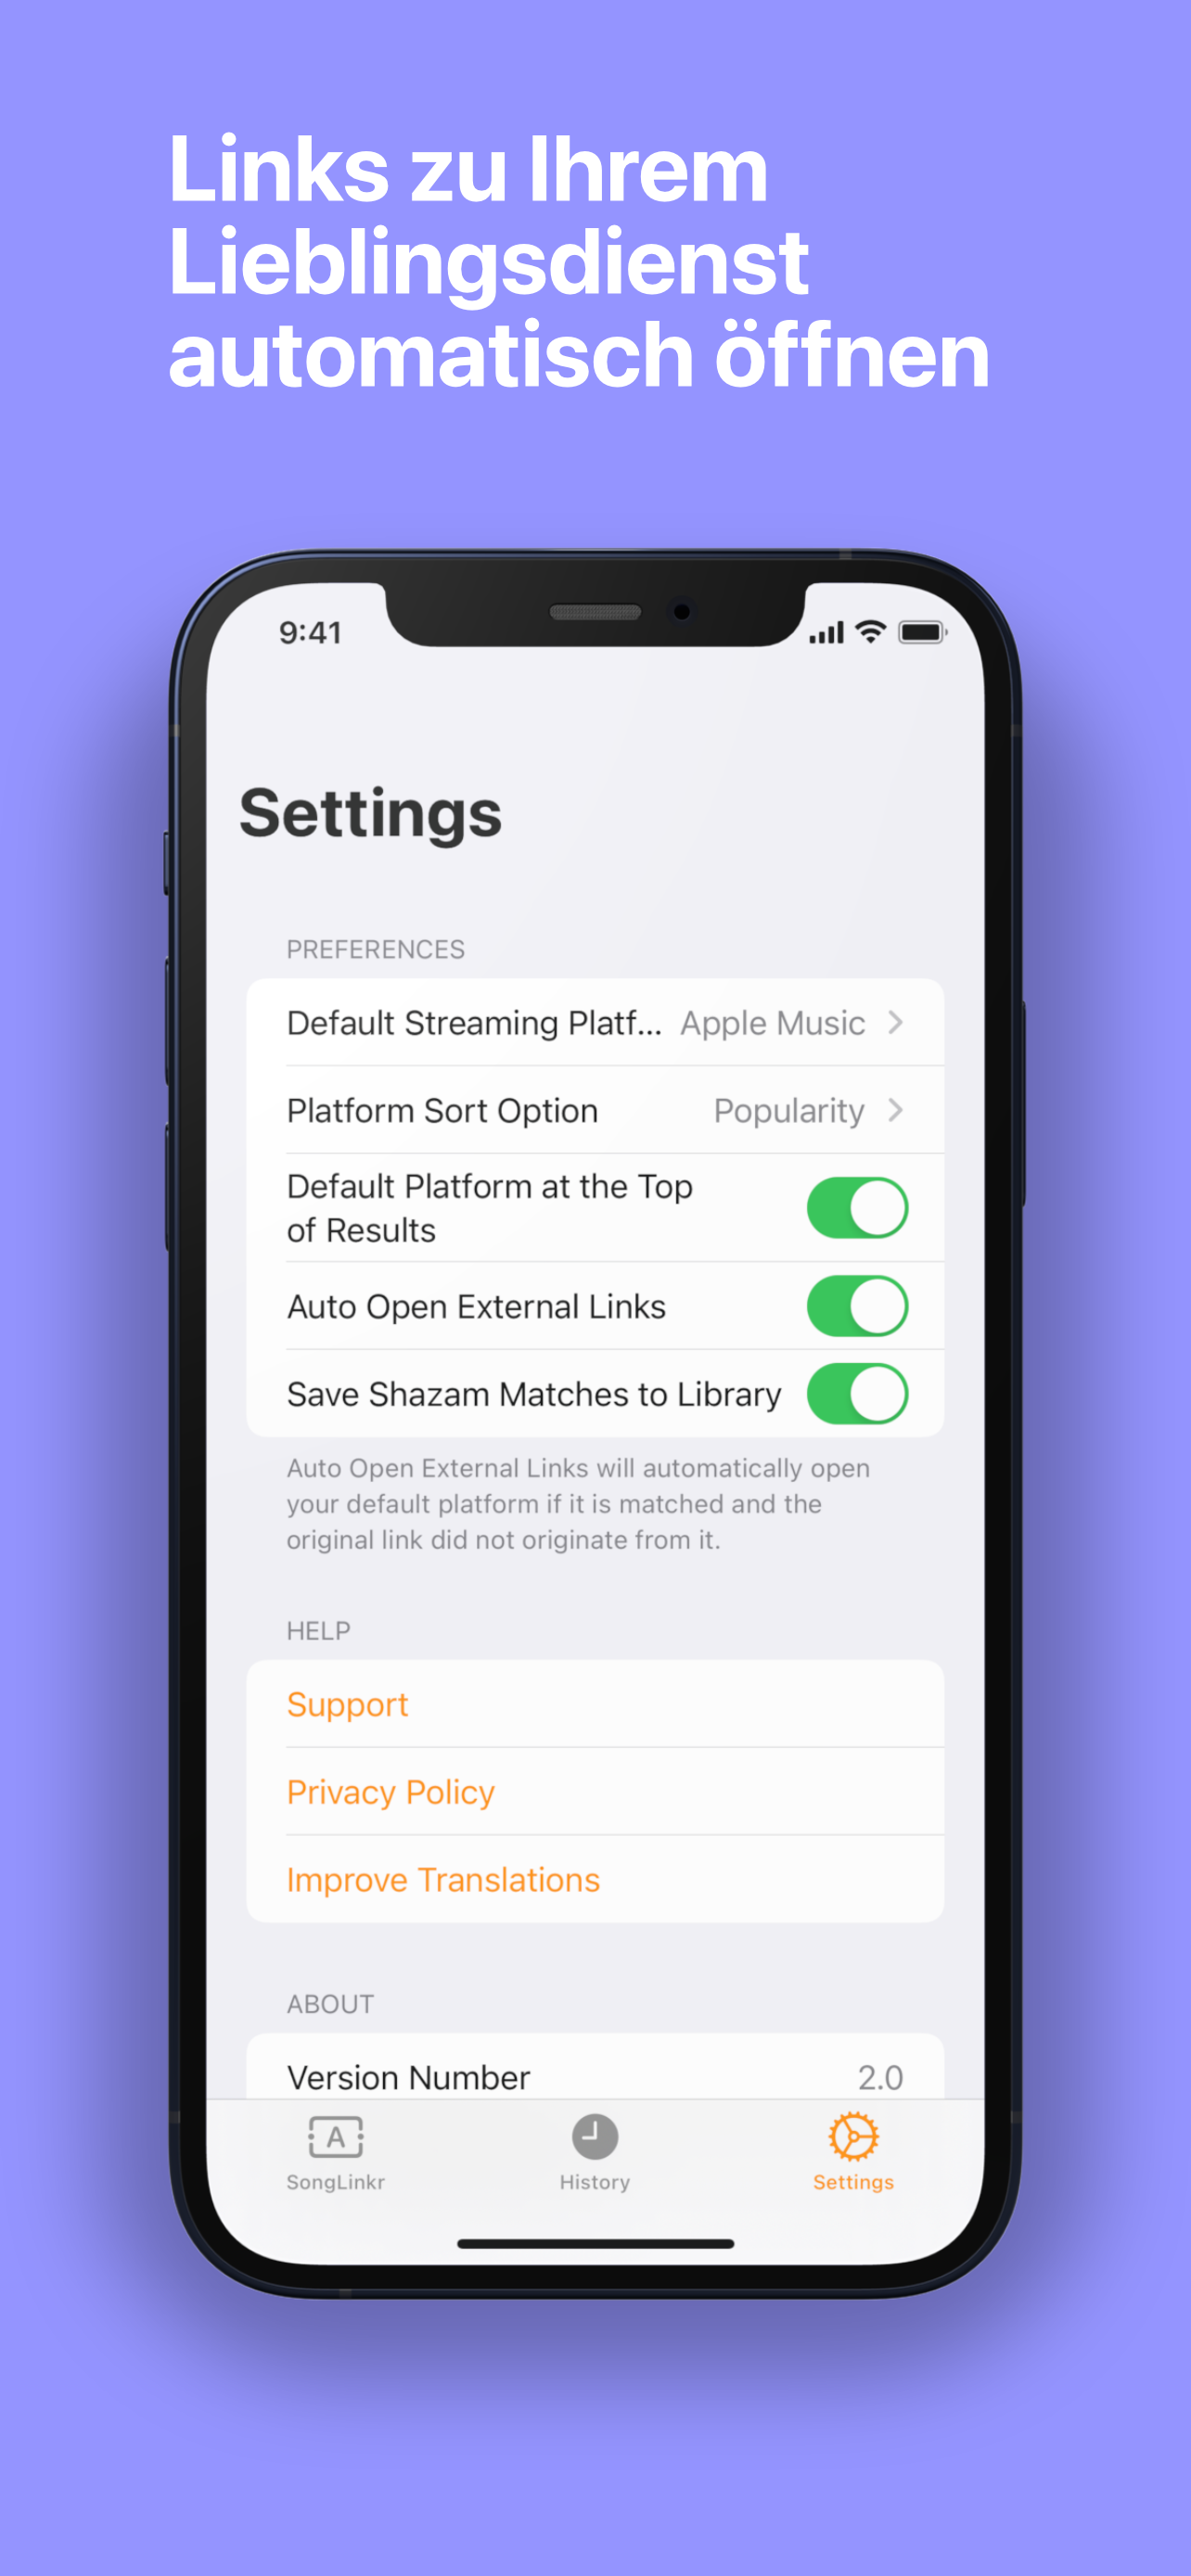 Links zu Ihrem
Lieblingsdienst
automatisch öffnen
9:41
Settings
PREFERENCES
Default Streaming Platf... Apple Music
Platform Sort Option Popularity
Default Platform at the Top
of Results
Auto Open External Links
Save Shazam Matches to Library
Auto Open External Links will automatically open
your default platform if it is matched and the
original link did not originate from it.
HELP
Support
Privacy Policy
Improve Translations
ABOUT
Version Number 2.0
A
SongLinkr History Settings